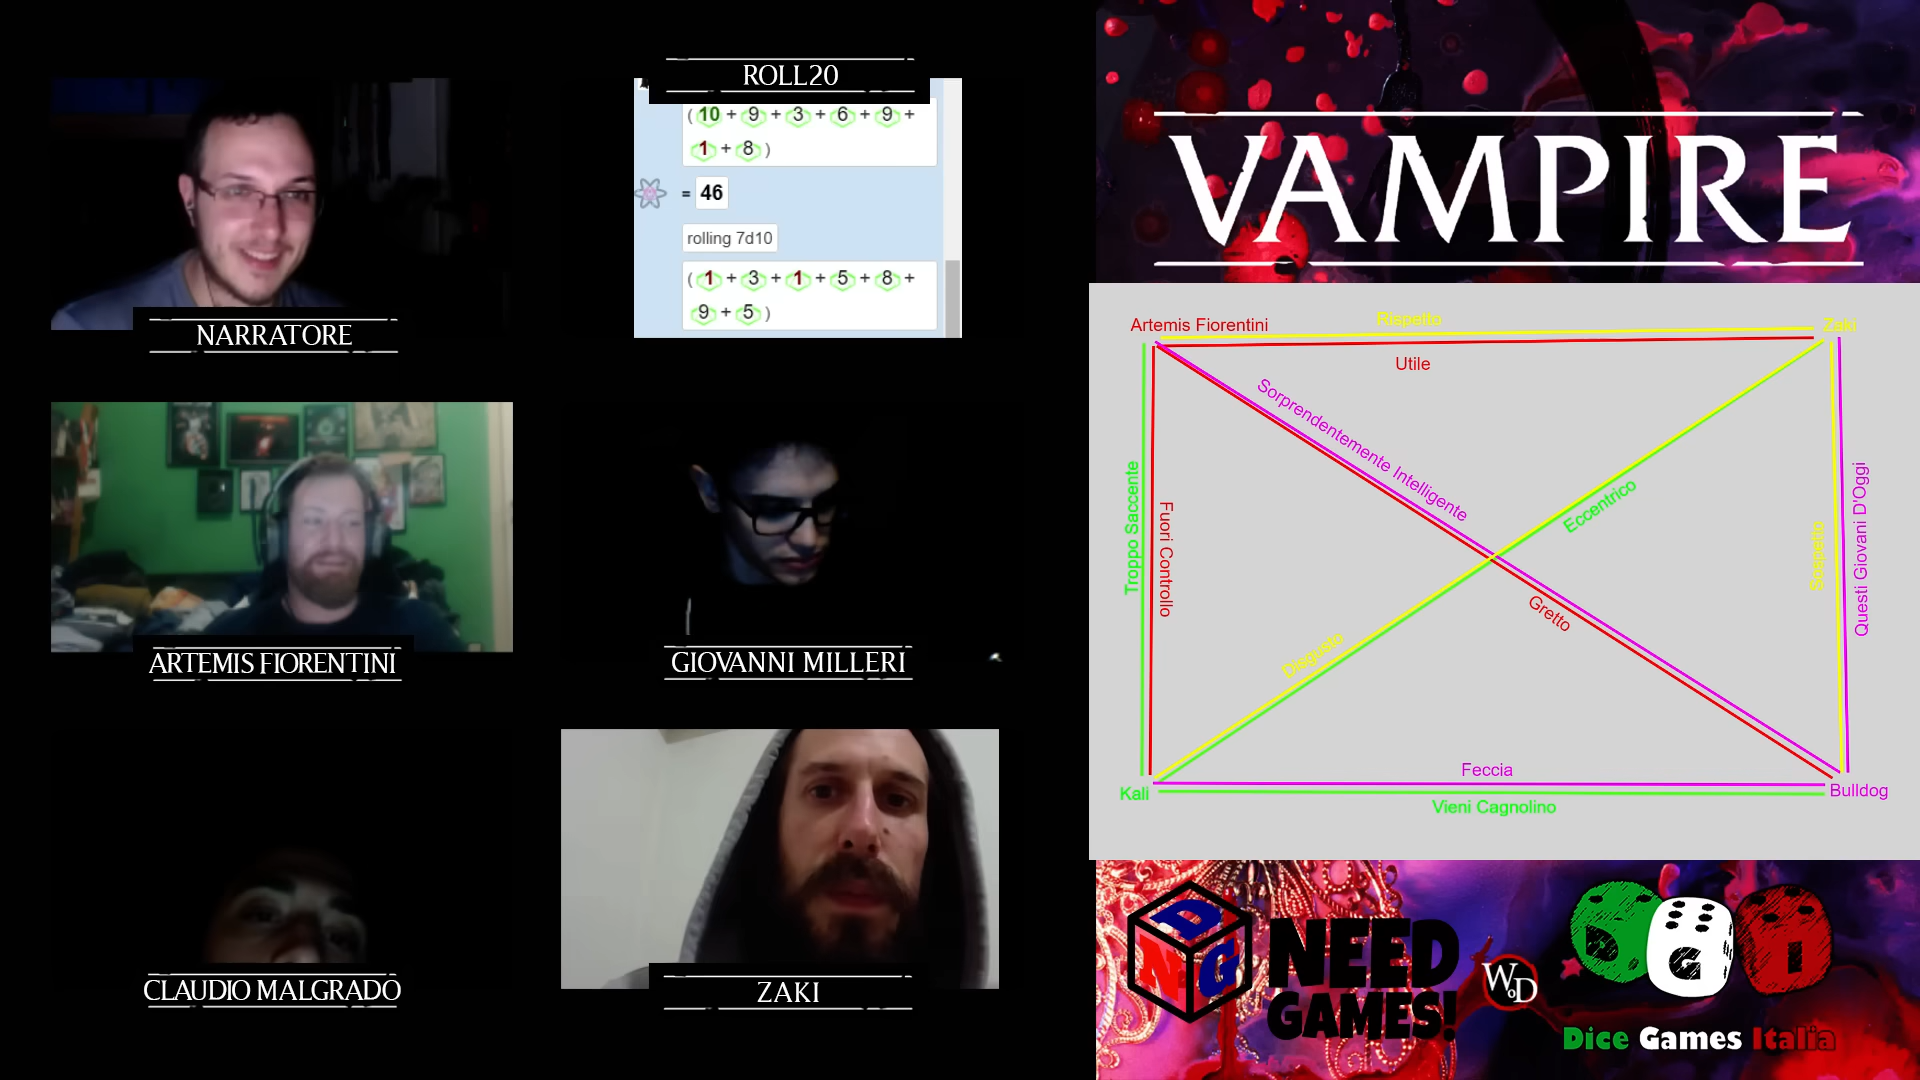 ROLL20
( 10 + 9 + 3 + 6 + 9 +
1 + 8 )
= 46
rolling 7d10
( 1 + 3 + 1 + 5 + 8 +
9 + 5 )
NARRATORE
ARTEMIS FIORENTINI
GIOVANNI MILLERI
CLAUDIO MALGRADO
ZAKI
VAMPIRE
Artemis Fiorentini
Rispetto
Zaki
Utile
Sorprendentemente Intelligente
Troppo Saccente
Fuori Controllo
Eccentrico
Sospetto
Questi Giovani D'Oggi
Gretto
Disgusto
Feccia
Kali
Bulldog
Vieni Cagnolino
D
N G
NEED
GAMES!
WoD
D G I
Dice Games Italia